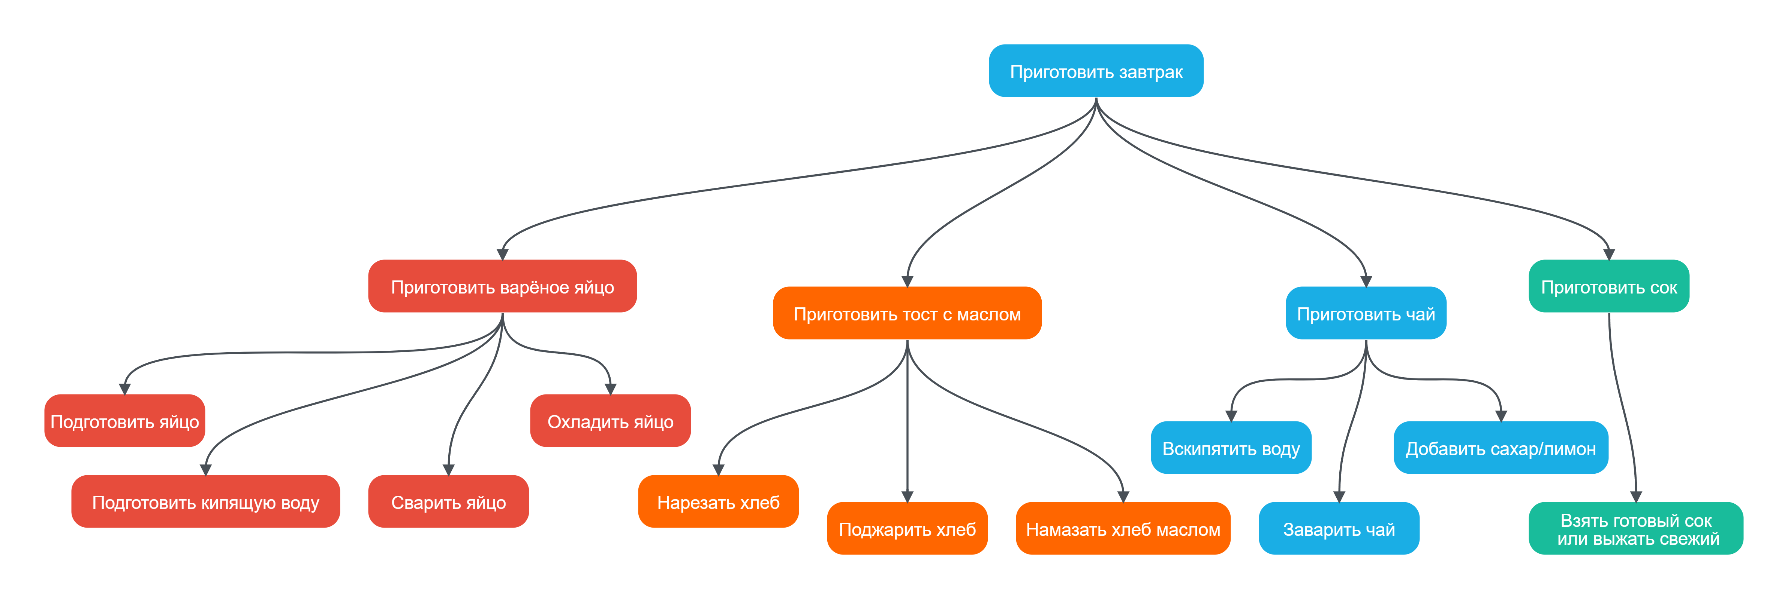 Приготовить завтрак
Приготовить варёное яйцо
Приготовить тост с маслом
Приготовить чай
Приготовить сок
Подготовить яйцо
Подготовить кипящую воду
Сварить яйцо
Охладить яйцо
Нарезать хлеб
Поджарить хлеб
Намазать хлеб маслом
Вскипятить воду
Заварить чай
Добавить сахар/лимон
Взять готовый сок
или выжать свежий